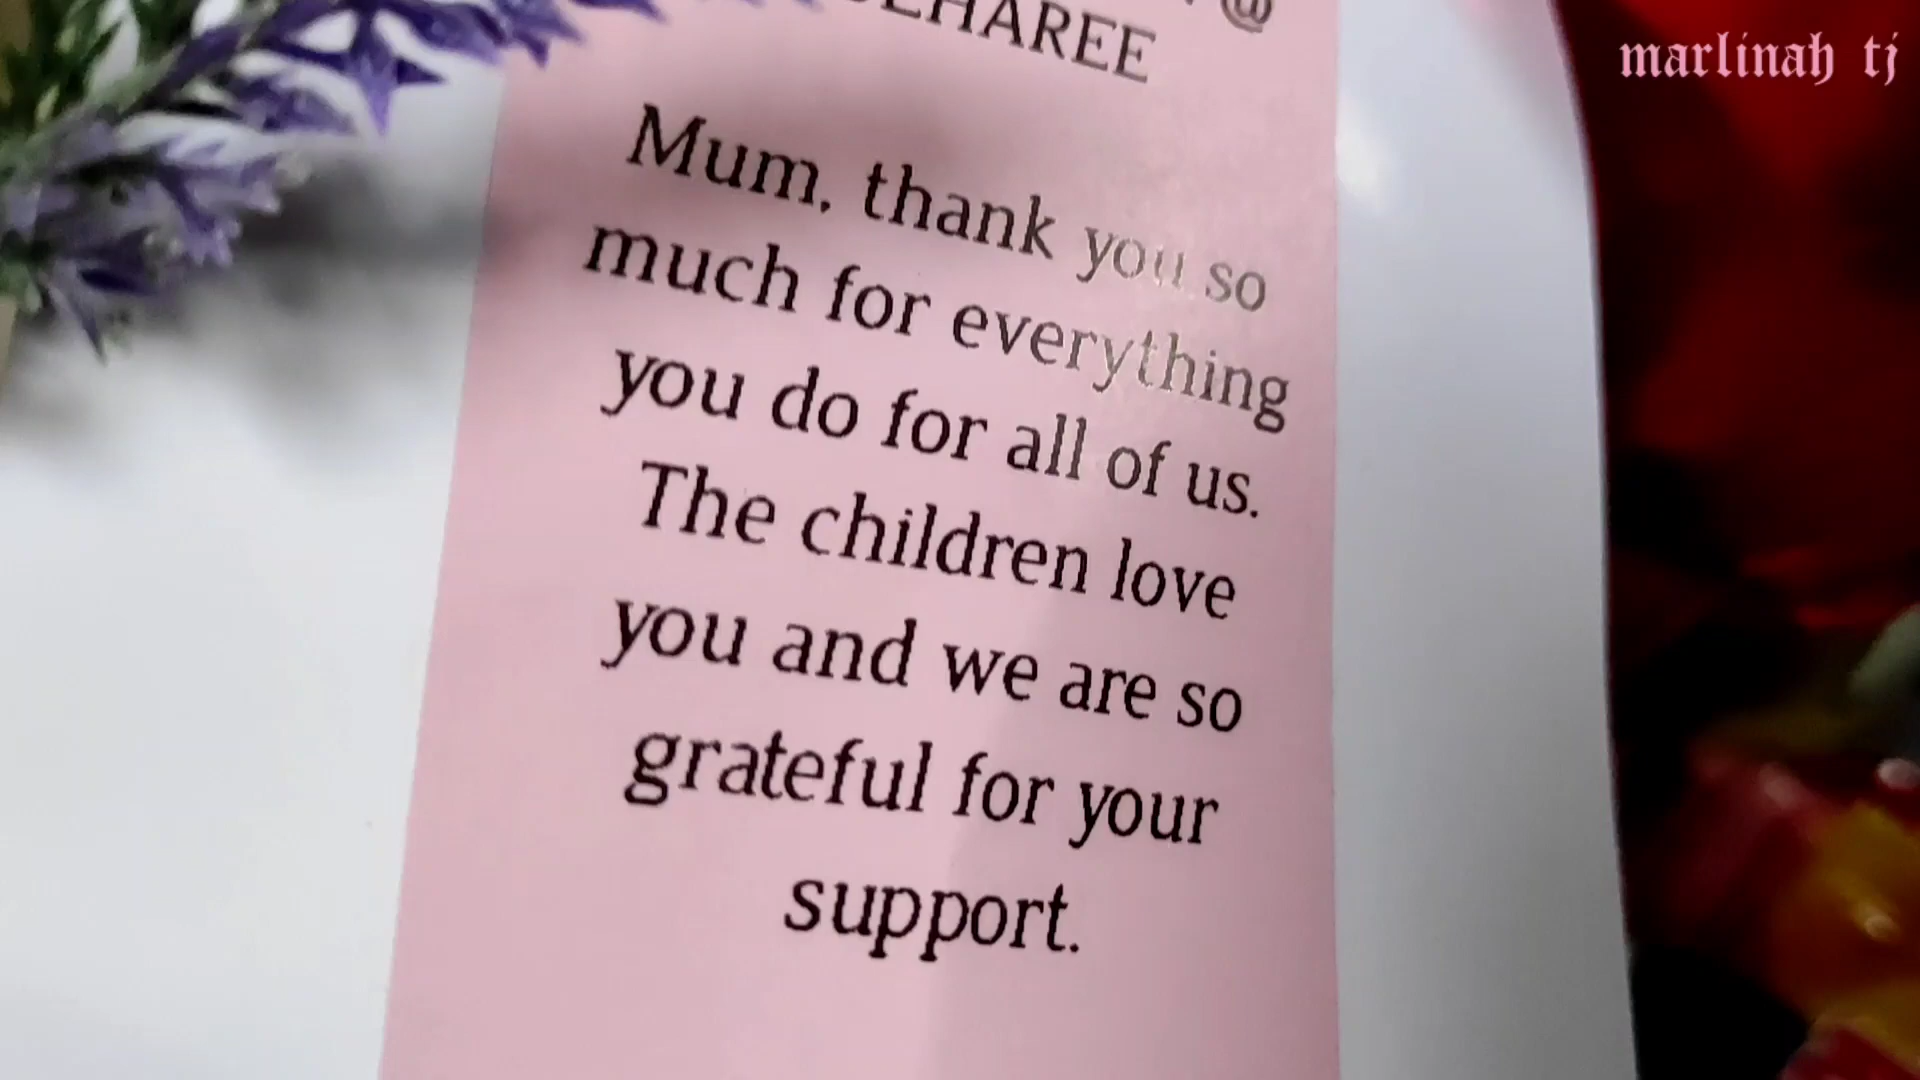 @
Mum, thank you so
much for everything
you do for all of us.
The children love
you and we are so
grateful for your
support.
marlinah tj